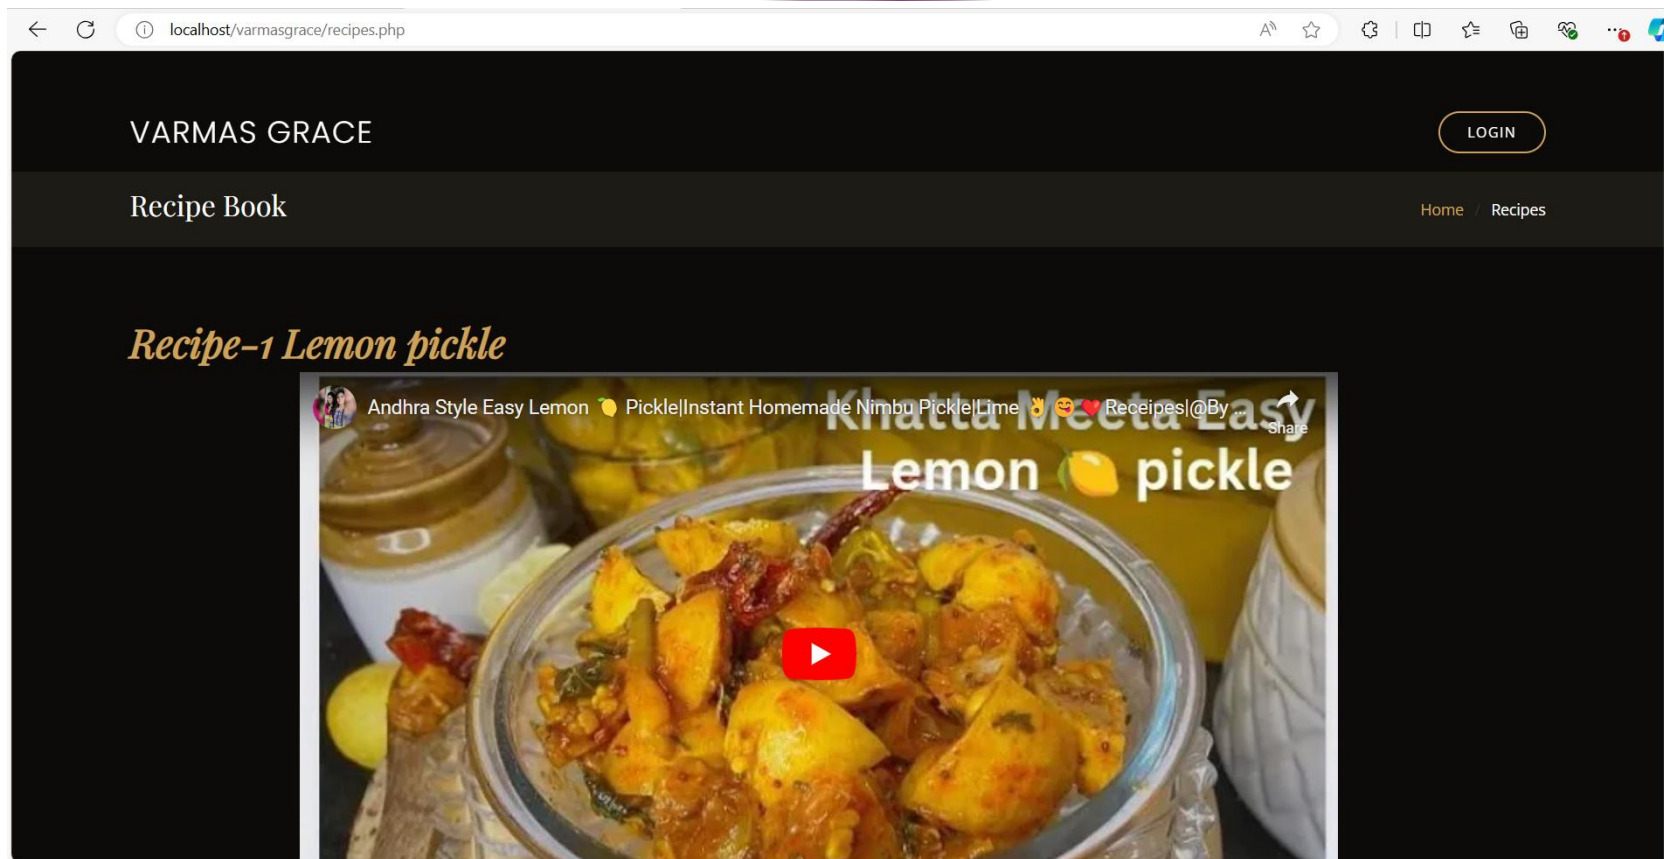 localhost/varmasgrace/recipes.php
VARMAS GRACE
LOGIN
Recipe Book
Home / Recipes
Recipe-1 Lemon pickle
Andhra Style Easy Lemon 🍋 Pickle|Instant Homemade Nimbu Pickle|Lime 👌😋❤️Receipes|@By ...
Share
Khatta Meeta Easy
Lemon 🍋 pickle